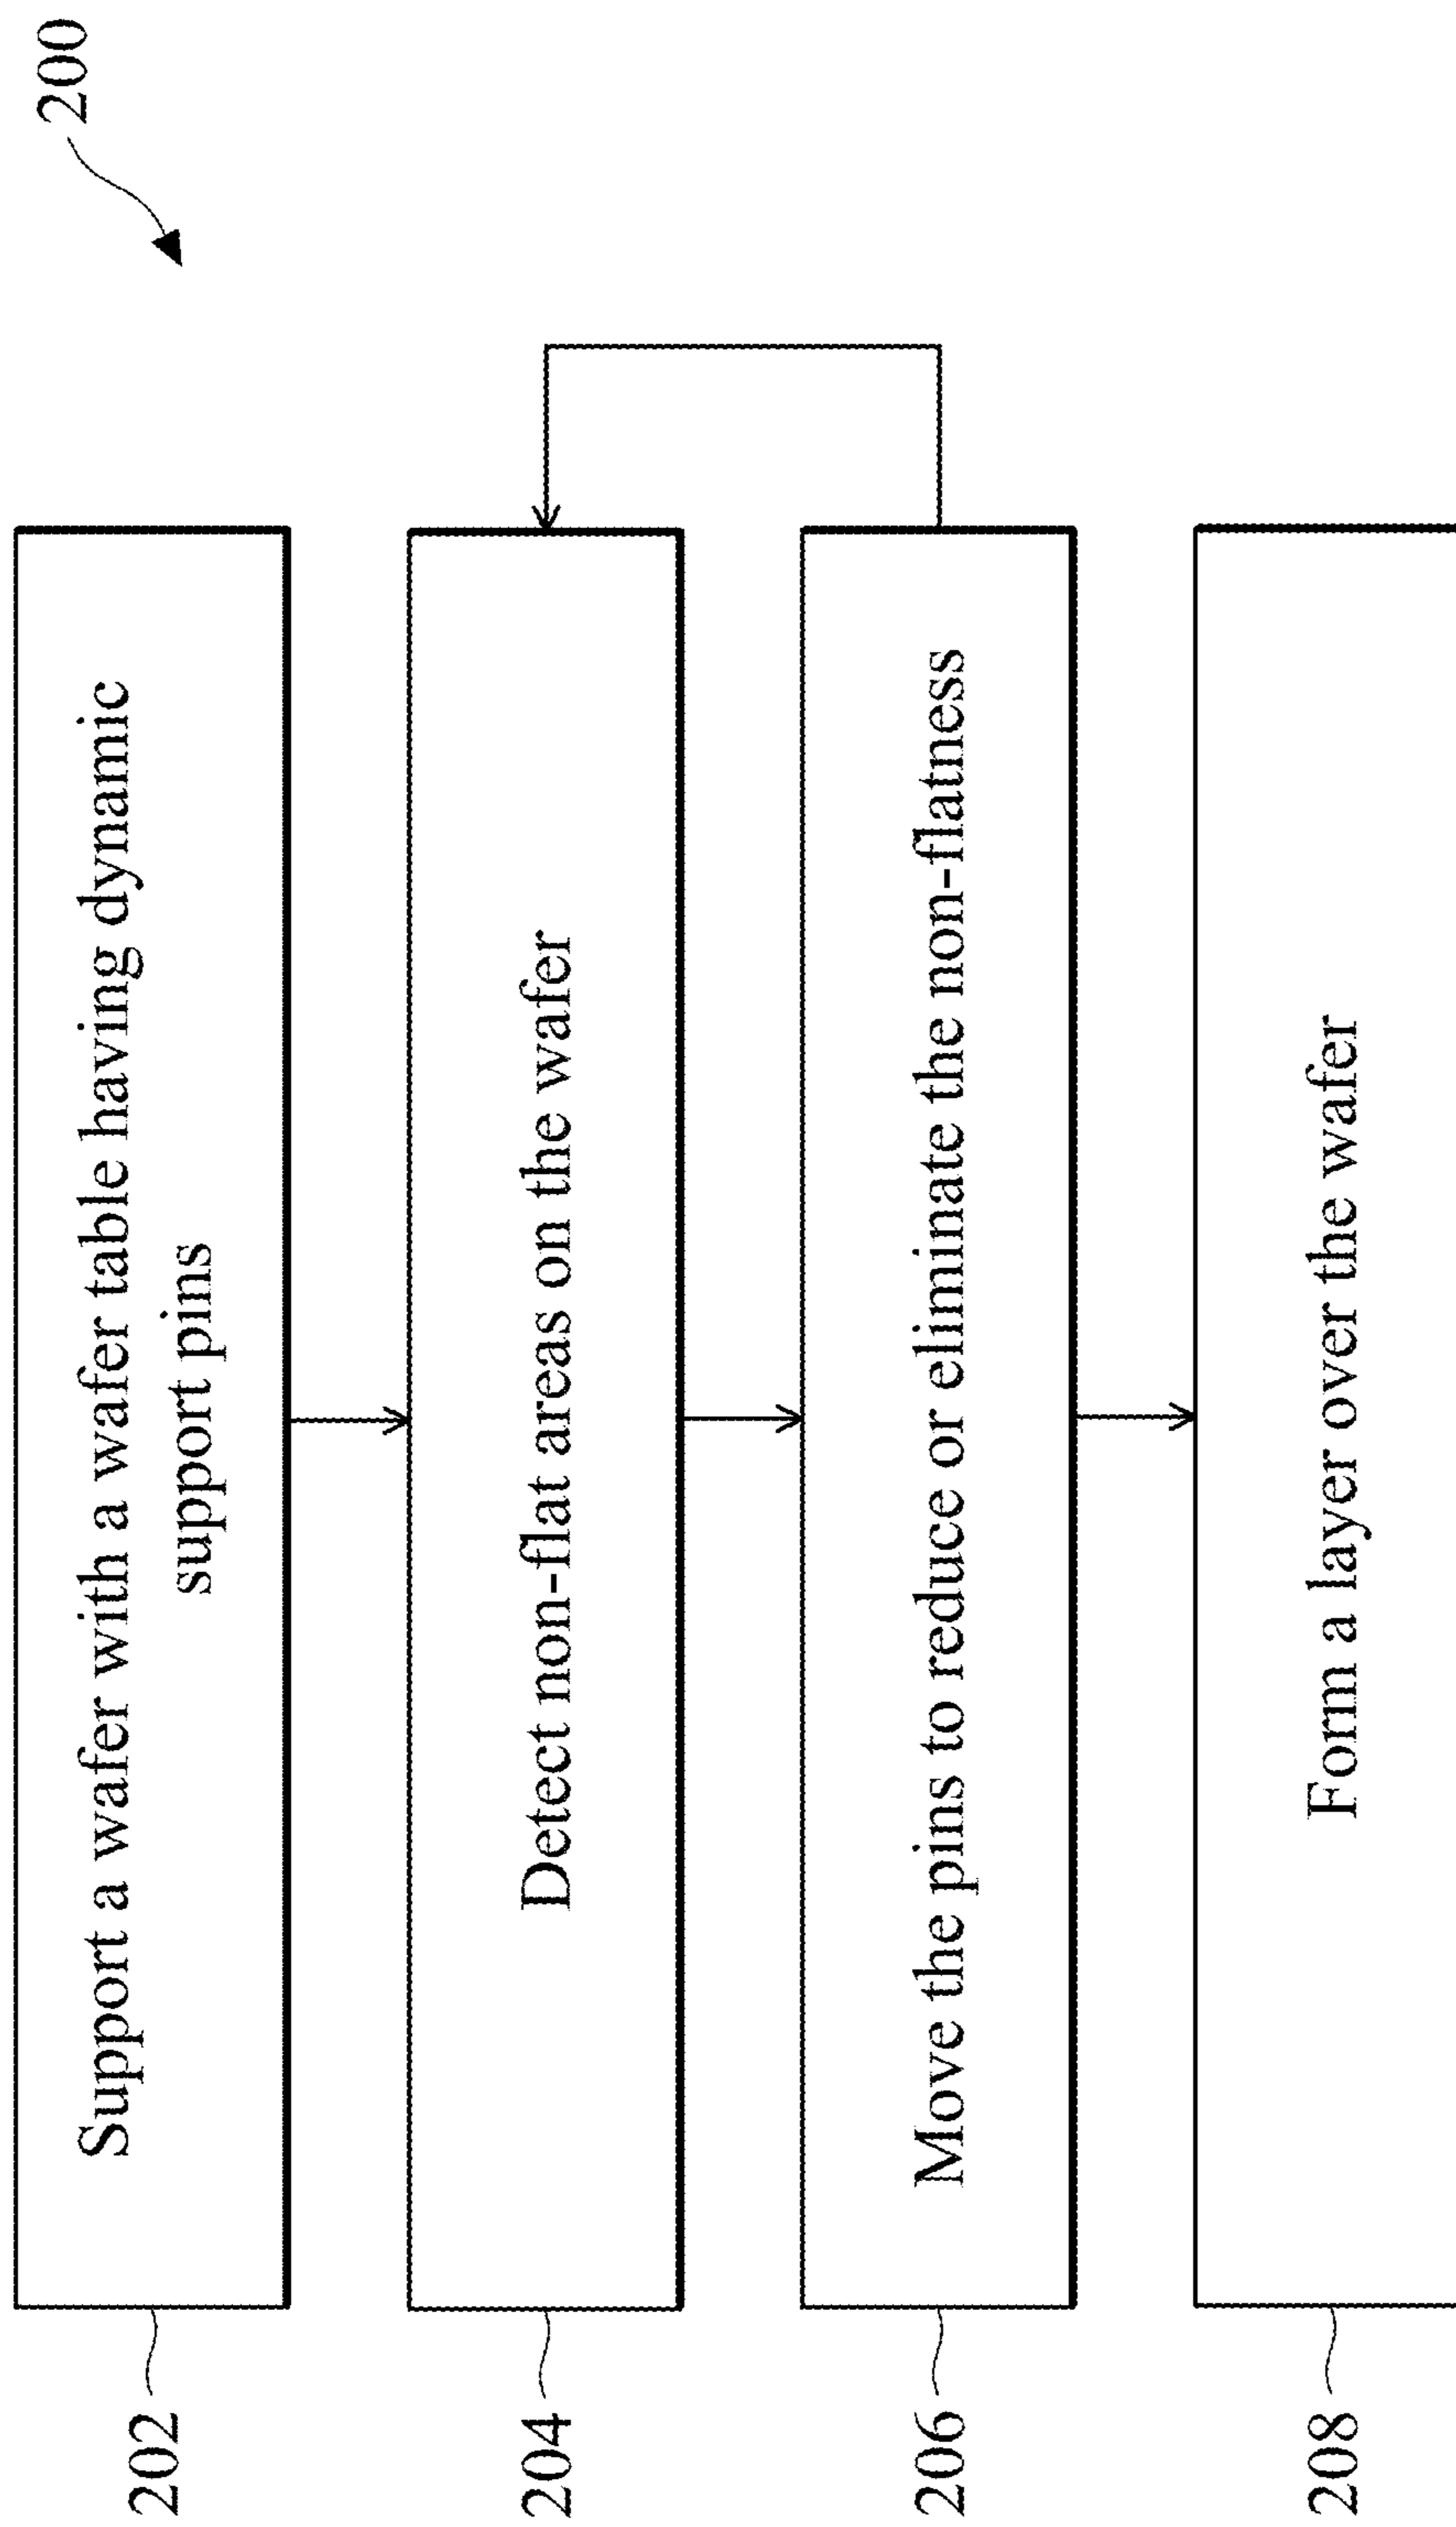 200
202
Support a wafer with a wafer table having dynamic
support pins
204
Detect non-flat areas on the wafer
206
Move the pins to reduce or eliminate the non-flatness
208
Form a layer over the wafer